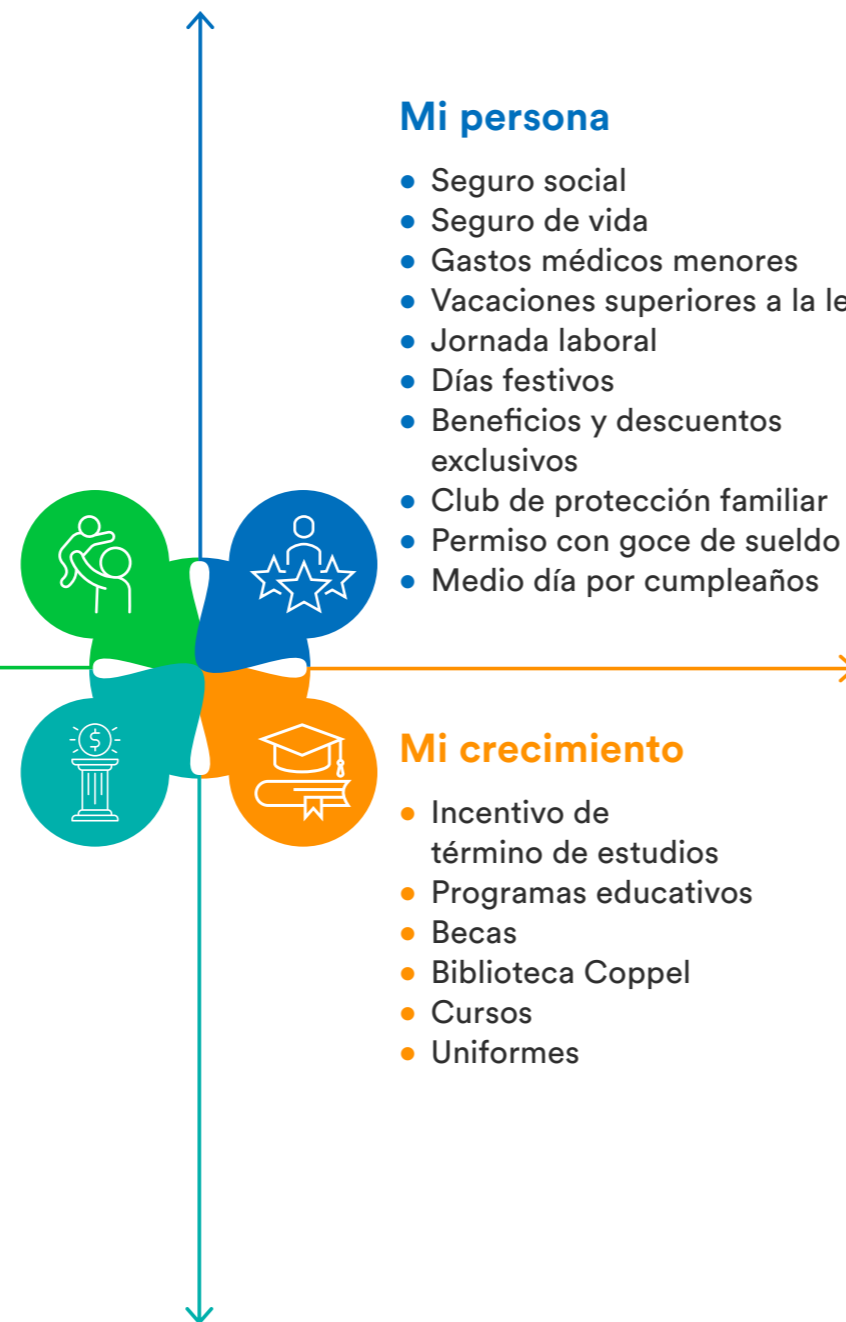 Mi persona
• Seguro social
• Seguro de vida
• Gastos médicos menores
• Vacaciones superiores a la le
• Jornada laboral
• Días festivos
• Beneficios y descuentos
exclusivos
• Club de protección familiar
• Permiso con goce de sueldo
• Medio día por cumpleaños
$
Mi crecimiento
• Incentivo de
término de estudios
• Programas educativos
• Becas
• Biblioteca Coppel
• Cursos
• Uniformes